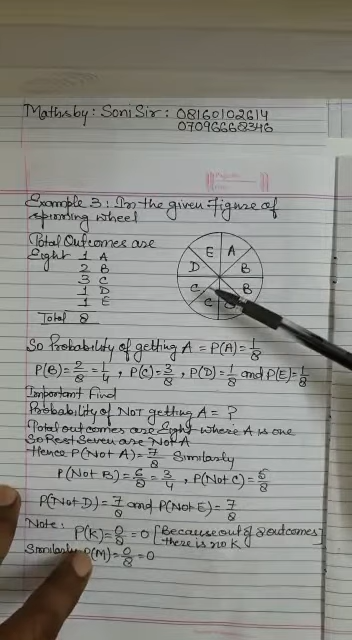 Maths by: Soni Sir: 08160102614
07096668346
Example 3: In the given figure of
spinning wheel
Total Outcomes are
Eight 1 A
2 B
3 C
1 D
1 E
Total 8
E A
D B
C B
C
So Probability of getting A = P(A) = 1/8
P(B) = 2/8 = 1/4, P(C) = 3/8, P(D) = 1/8 and P(E) = 1/8
Important Find
Probability of NOT getting A = ?
Total outcomes are Eight where A is one
So Rest Seven are Not A
Hence P(Not A) = 7/8 Similarly
P(Not B) = 6/8 = 3/4, P(Not C) = 5/8
P(Not D) = 7/8 and P(Not E) = 7/8
Note: P(K) = 0/8 = 0 [Because out of 8 outcomes
there is no K]
Similarly P(M) = 0/8 = 0